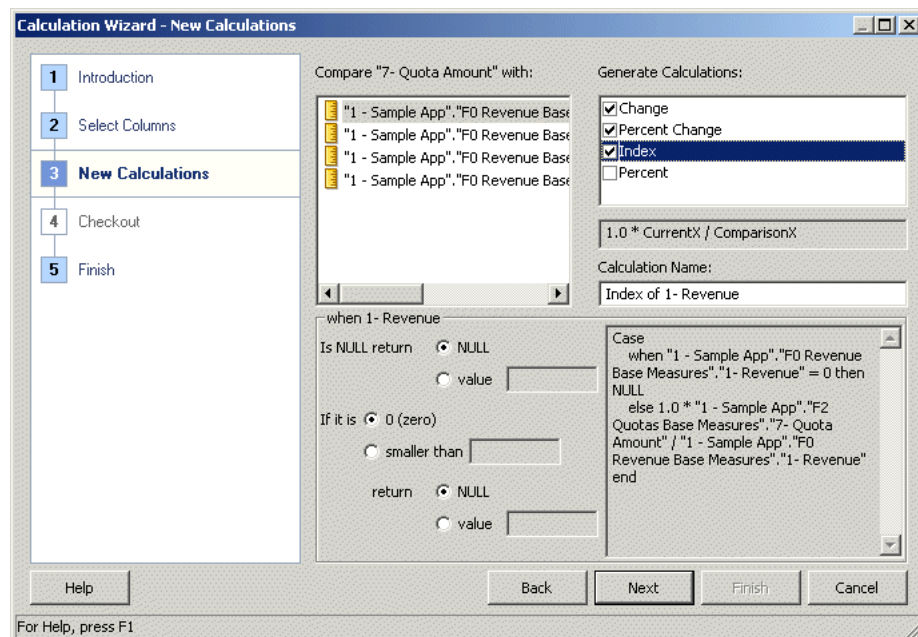 Calculation Wizard - New Calculations
1 Introduction
2 Select Columns
3 New Calculations
4 Checkout
5 Finish
Compare "7- Quota Amount" with:
"1 - Sample App"."F0 Revenue Base
"1 - Sample App"."F0 Revenue Base
"1 - Sample App"."F0 Revenue Base
"1 - Sample App"."F0 Revenue Base
Generate Calculations:
Change
Percent Change
Index
Percent
1.0 * CurrentX / ComparisonX
Calculation Name:
Index of 1- Revenue
when 1- Revenue
Is NULL return NULL
value
If it is 0 (zero)
smaller than
return NULL
value
Case
when "1 - Sample App"."F0 Revenue
Base Measures"."1- Revenue" = 0 then
NULL
else 1.0 * "1 - Sample App"."F2
Quotas Base Measures"."7- Quota
Amount" / "1 - Sample App"."F0
Revenue Base Measures"."1- Revenue"
end
Help
Back
Next
Finish
Cancel
For Help, press F1